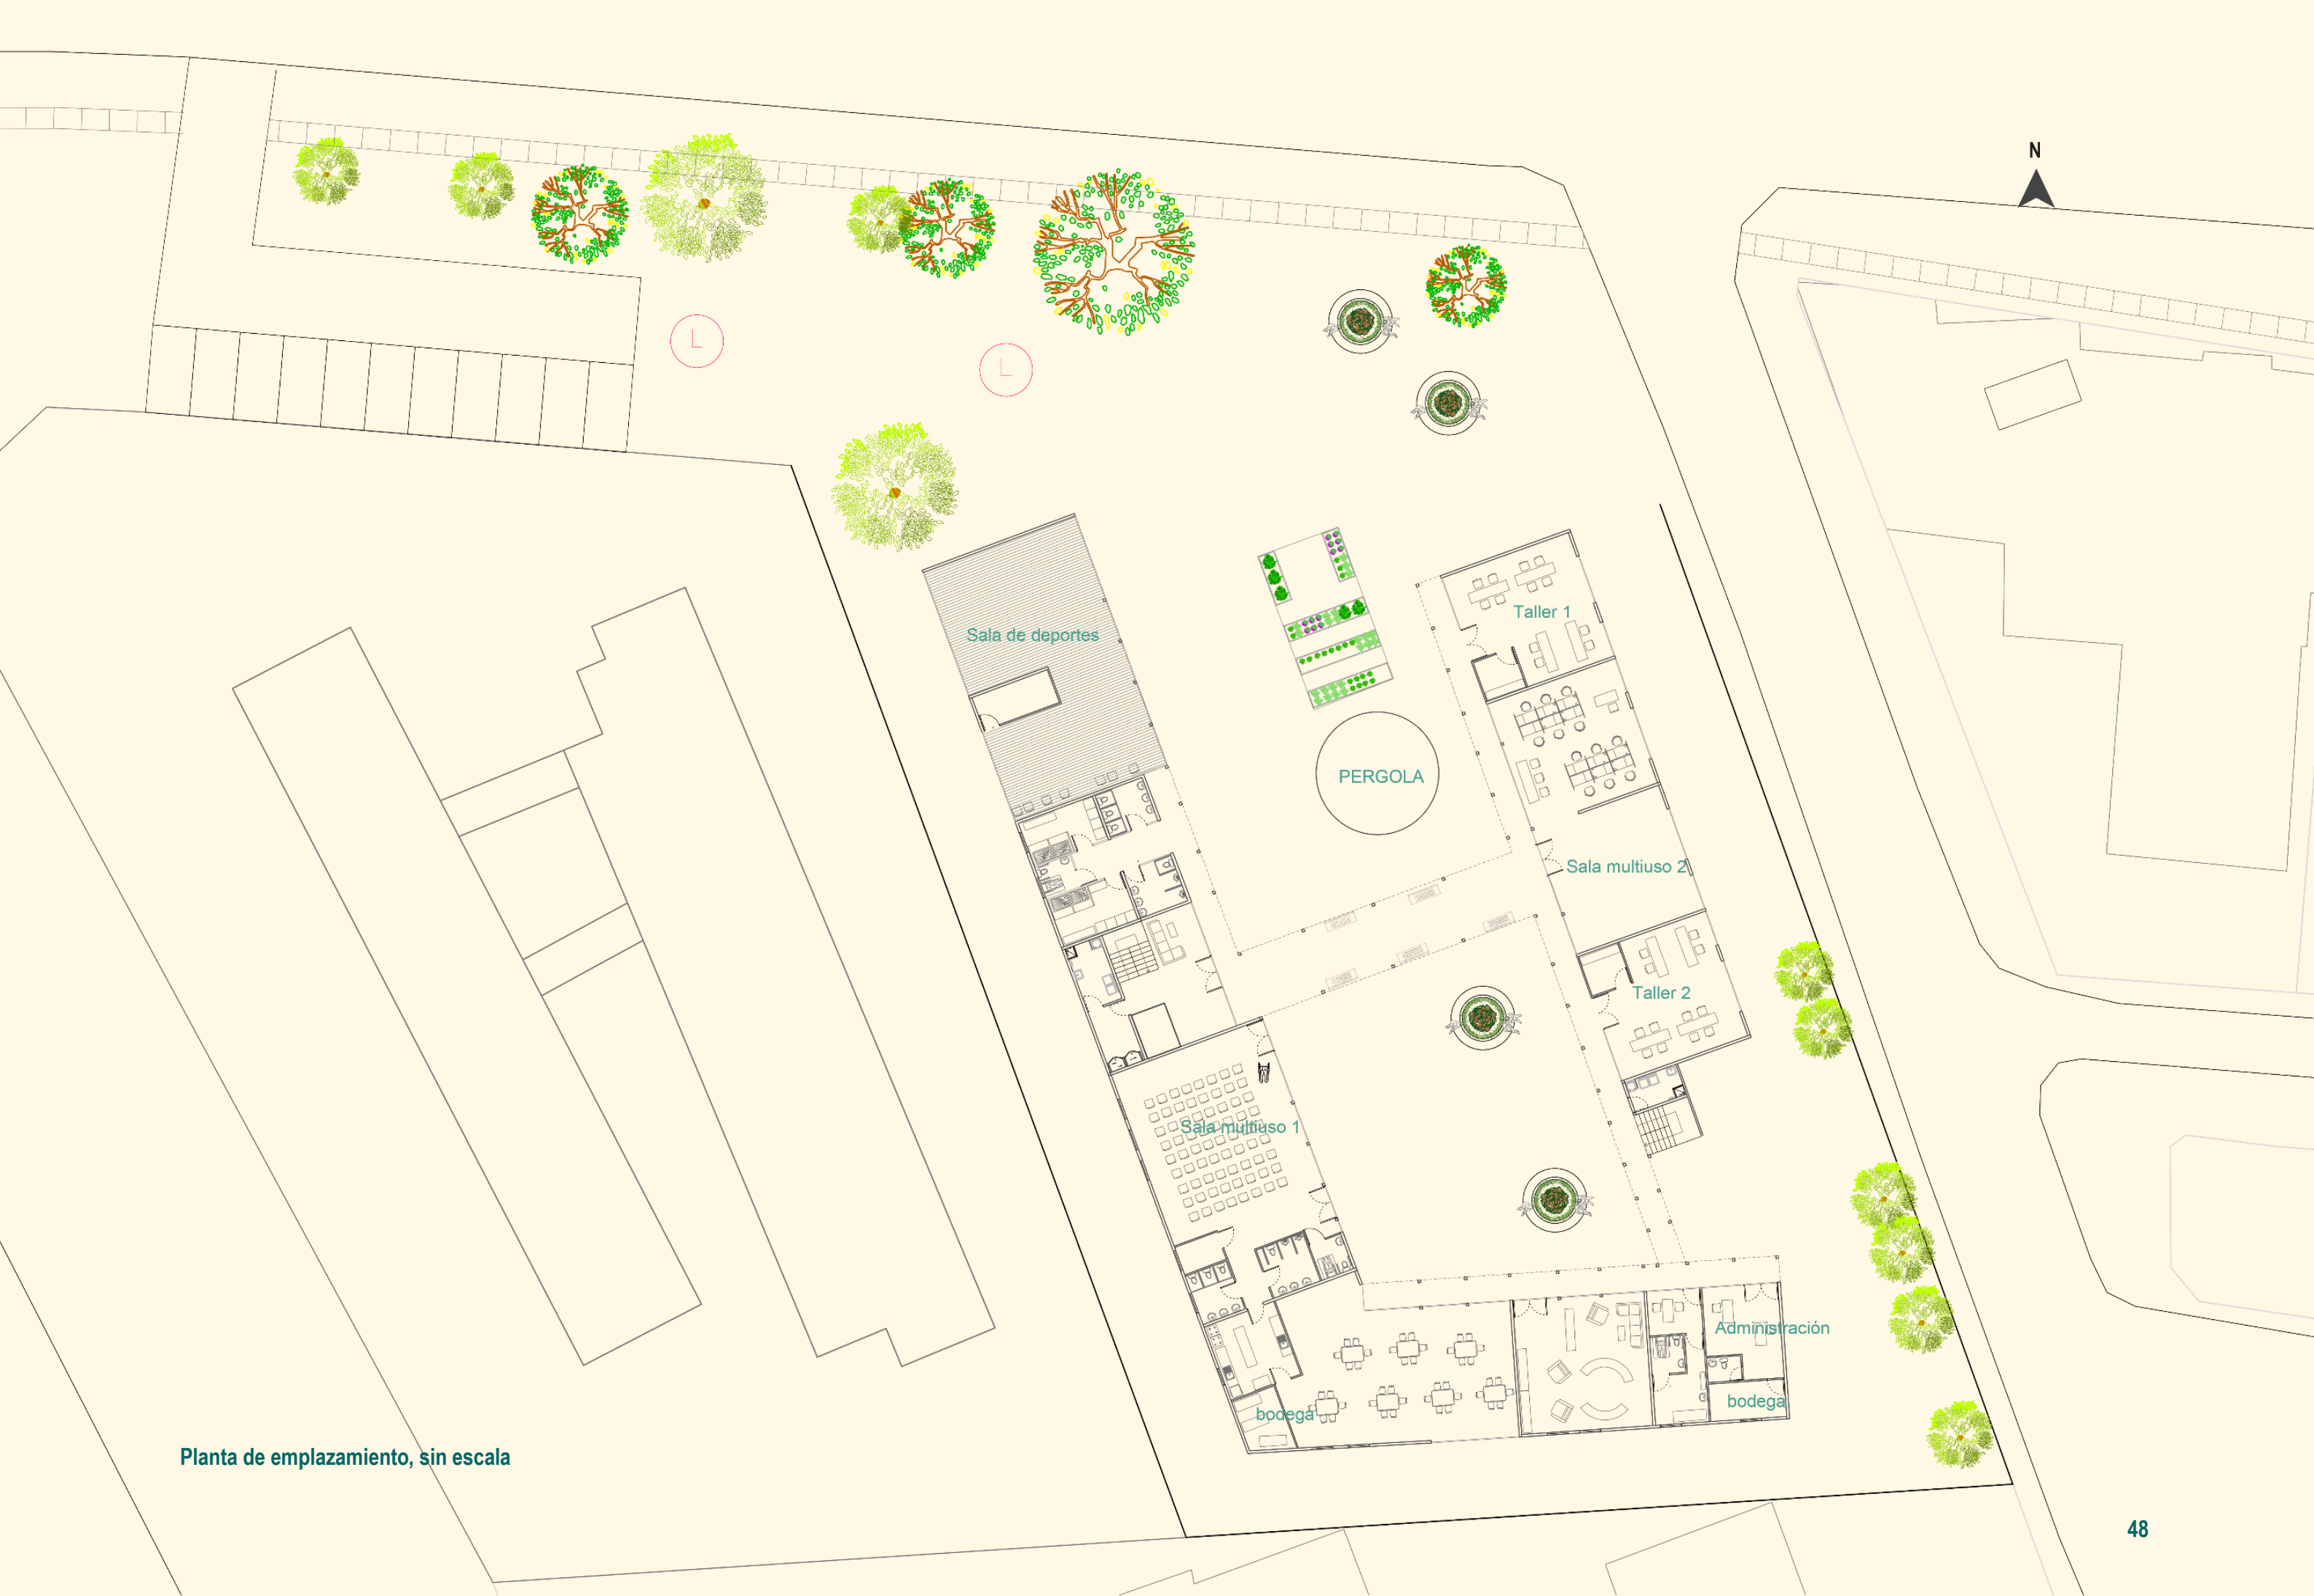 N
L
L
Taller 1
Sala de deportes
PERGOLA
Sala multiuso 2
Taller 2
Sala multiuso 1
Administración
bodega
bodega
Planta de emplazamiento, sin escala
48